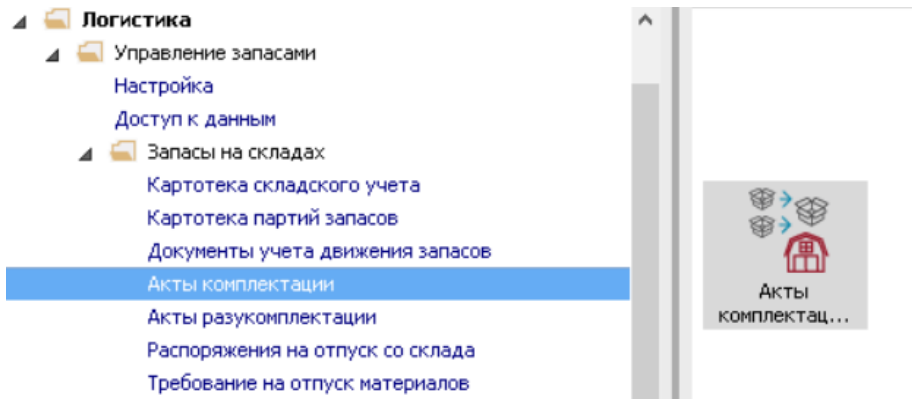 Логистика
Управление запасами
Настройка
Доступ к данным
Запасы на складах
Картотека складского учета
Картотека партий запасов
Документы учета движения запасов
Акты комплектации
Акты разукомплектации
Распоряжения на отпуск со склада
Требование на отпуск материалов
Акты
комплектац...